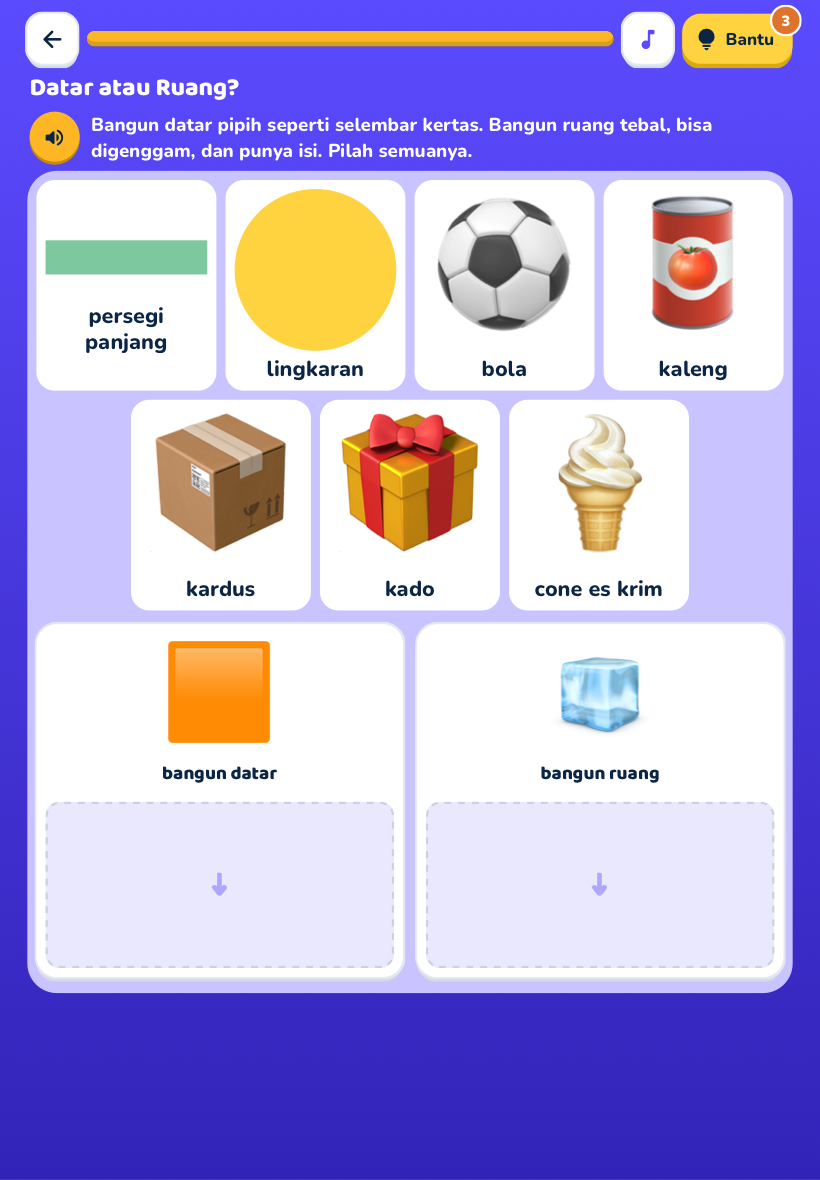 3
Bantu
Datar atau Ruang?
Bangun datar pipih seperti selembar kertas. Bangun ruang tebal, bisa
digenggam, dan punya isi. Pilah semuanya.
persegi
panjang
lingkaran
bola
kaleng
kardus
kado
cone es krim
bangun datar
bangun ruang